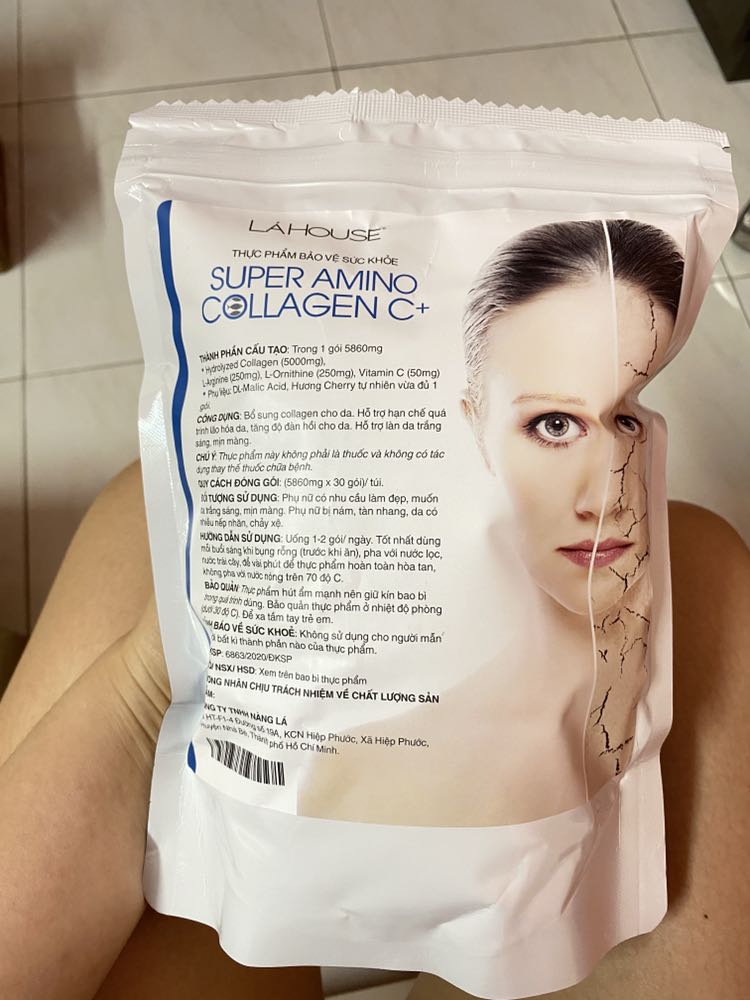 LÁ HOUSE
THỰC PHẨM BẢO VỆ SỨC KHỎE
SUPER AMINO
COLLAGEN C+
THÀNH PHẦN CẤU TẠO: Trong 1 gói 5860mg
* Hydrolyzed Collagen (5000mg),
L-Arginine (250mg), L-Ornithine (250mg), Vitamin C (50mg)
* Phụ liệu: DL-Malic Acid, Hương Cherry tự nhiên vừa đủ 1
gói.
CÔNG DỤNG: Bổ sung collagen cho da. Hỗ trợ hạn chế quá
trình lão hóa da, tăng độ đàn hồi cho da. Hỗ trợ làn da trắng
sáng, mịn màng.
CHÚ Ý: Thực phẩm này không phải là thuốc và không có tác
dụng thay thế thuốc chữa bệnh.
QUY CÁCH ĐÓNG GÓI: (5860mg x 30 gói)/ túi.
ĐỐI TƯỢNG SỬ DỤNG: Phụ nữ có nhu cầu làm đẹp, muốn
da trắng sáng, mịn màng. Phụ nữ bị nám, tàn nhang, da có
nhiều nếp nhăn, chảy xệ.
HƯỚNG DẪN SỬ DỤNG: Uống 1-2 gói/ ngày. Tốt nhất dùng
mỗi buổi sáng khi bụng rỗng (trước khi ăn), pha với nước lọc,
nước trái cây, để vài phút để thực phẩm hoàn toàn hòa tan,
không pha với nước nóng trên 70 độ C.
BẢO QUẢN: Thực phẩm hút ẩm mạnh nên giữ kín bao bì
trong quá trình dùng. Bảo quản thực phẩm ở nhiệt độ phòng
(dưới 30 độ C). Để xa tầm tay trẻ em.
BÁO VỀ SỨC KHOẺ: Không sử dụng cho người mẫn
bất kì thành phần nào của thực phẩm.
SP: 6863/2020/ĐKSP
NSX/ HSD: Xem trên bao bì thực phẩm
NHÂN CHỊU TRÁCH NHIỆM VỀ CHẤT LƯỢNG SẢN
TY TNHH NÀNG LÁ
HT-F1-4 Đường số 19A, KCN Hiệp Phước, Xã Hiệp Phước,
Huyện Nhà Bè, Thành phố Hồ Chí Minh.